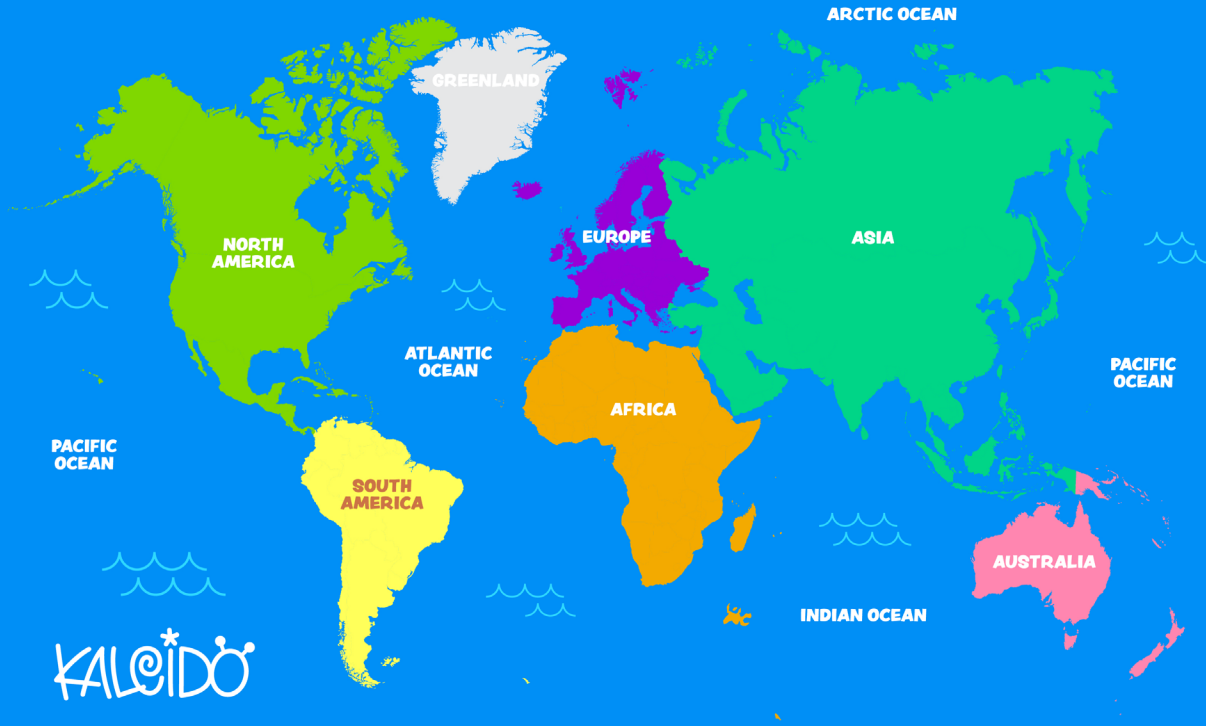 ARCTIC OCEAN
GREENLAND
NORTH
AMERICA
EUROPE
ASIA
ATLANTIC
OCEAN
PACIFIC
OCEAN
AFRICA
PACIFIC
OCEAN
SOUTH
AMERICA
AUSTRALIA
INDIAN OCEAN
KALEIDO